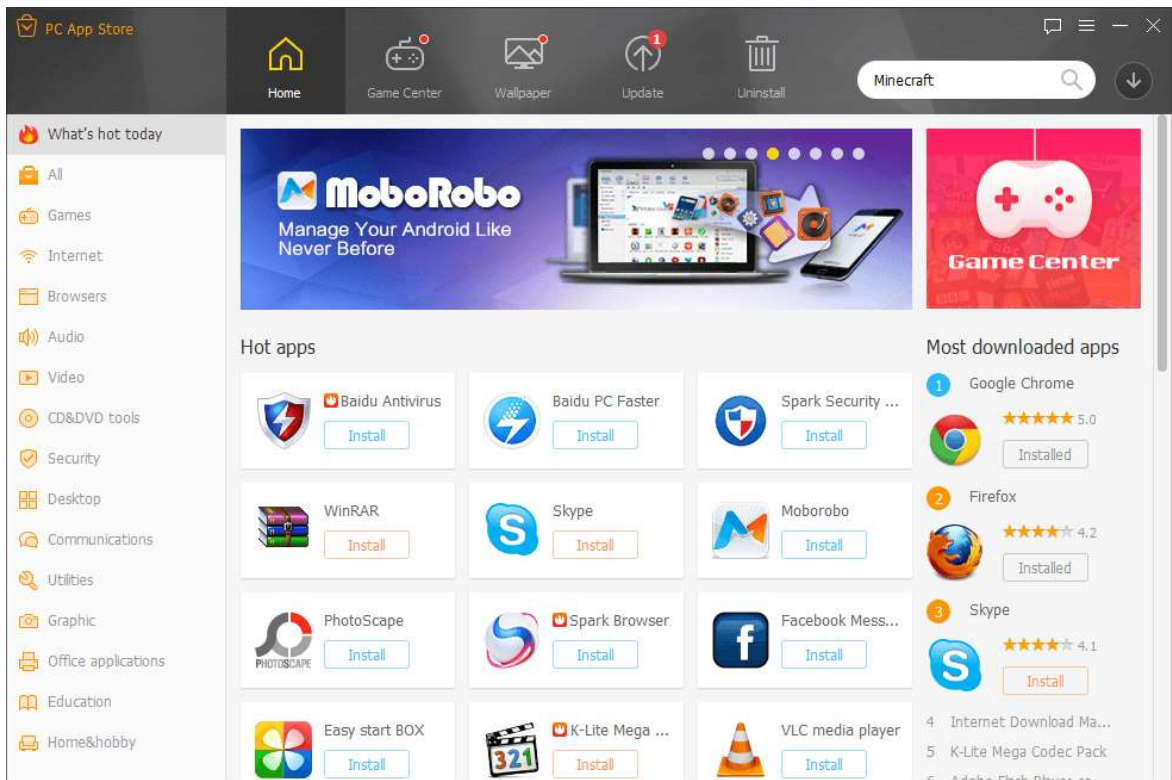 PC App Store
Home
Game Center
Wallpaper
1
Update
Uninstall
Minecraft
What's hot today
All
Games
Internet
Browsers
Audio
Video
CD&DVD tools
Security
Desktop
Communications
Utilities
Graphic
Office applications
Education
Home&hobby
MoboRobo
Manage Your Android Like
Never Before
Game Center
Hot apps
Baidu Antivirus
Install
Baidu PC Faster
Install
Spark Security ...
Install
WinRAR
Install
Skype
Install
Moborobo
Install
PhotoScape
PHOTOSCAPE
Install
Spark Browser
Install
Facebook Mess...
Install
Easy start BOX
Install
K-Lite Mega ...
321
Install
VLC media player
Install
Most downloaded apps
1 Google Chrome
5.0
Installed
2 Firefox
4.2
Installed
3 Skype
4.1
Install
4 Internet Download Ma...
5 K-Lite Mega Codec Pack